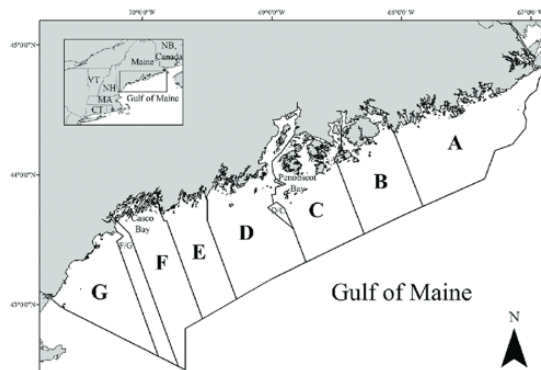 70°0'0"W 69°0'0"W 68°0'0"W 67°0'0"W
45°0'0"N
44°0'0"N
43°0'0"N
NB,
Canada
Maine
VT
NH
MA
CT
Gulf of Maine
Penobscot
Bay
Casco
Bay
A
B
C
D/C
D
E
F
F/G
G
Gulf of Maine
N